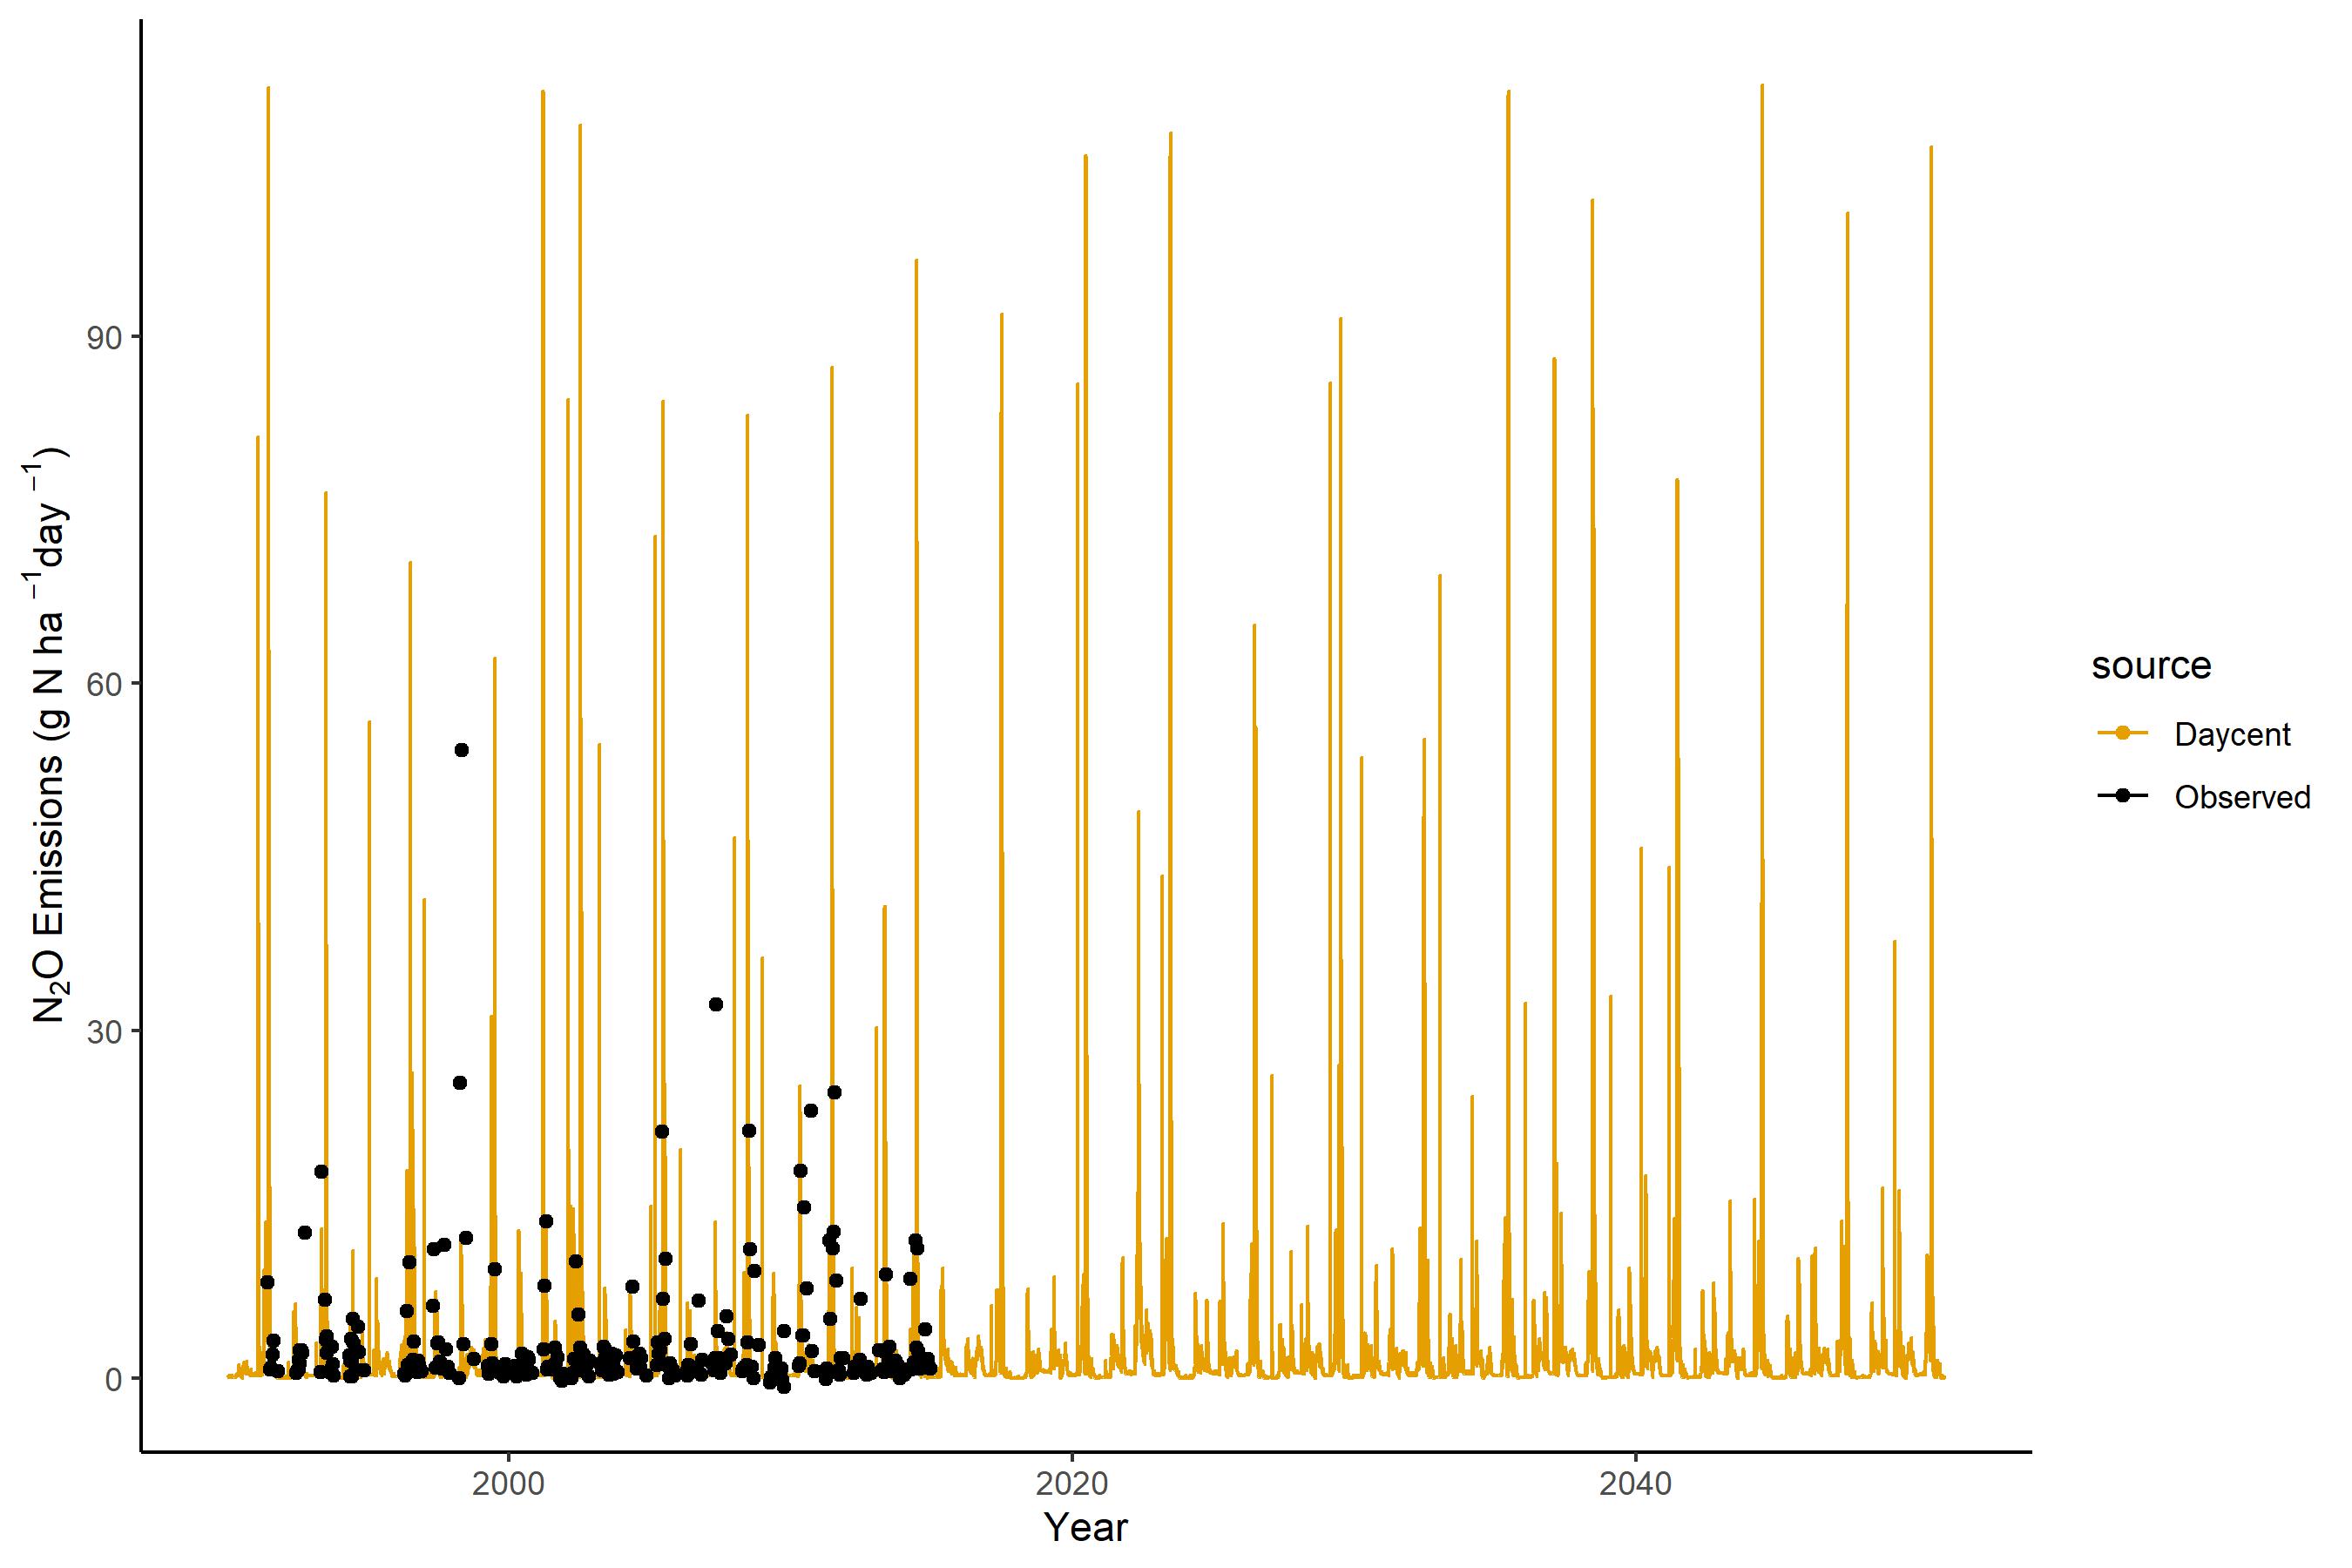 90
60
30
0
N₂O Emissions (g N ha ⁻¹day ⁻¹)
2000
2020
2040
Year
source
Daycent
Observed